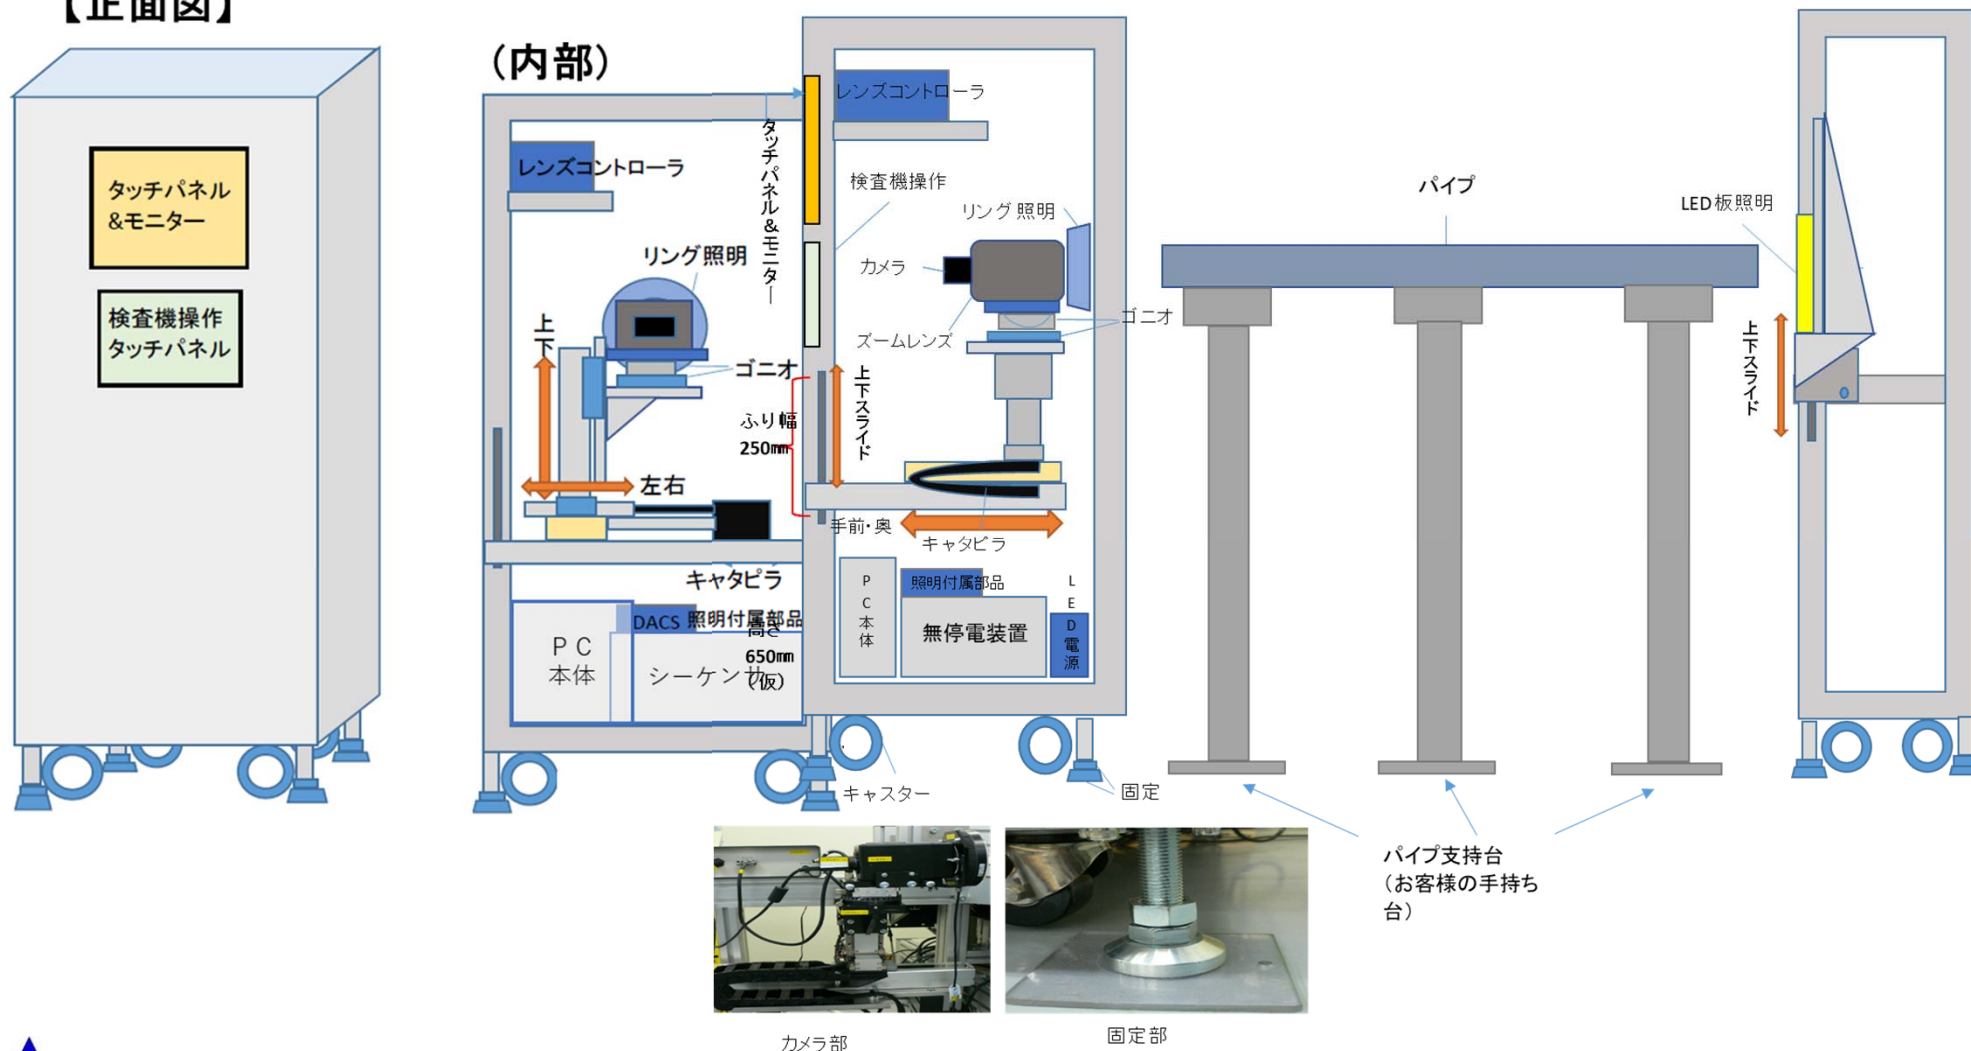 【正面図】
(内部)
タッチパネル
&モニター
検査機操作
タッチパネル
レンズコントローラ
リング照明
上下
ゴニオ
左右
キャタピラ
DACS
照明付属部品
PC
本体
シーケンサ
高さ
650㎜
(仮)
ふり幅
250㎜
タッチパネル&モニター
レンズコントローラ
検査機操作
リング照明
カメラ
ズームレンズ
ゴニオ
上下スライド
手前・奥
キャタピラ
PC本体
照明付属部品
無停電装置
LED電源
キャスター
固定
パイプ
LED板照明
上下スライド
パイプ支持台
(お客様の手持ち
台)
カメラ部
固定部